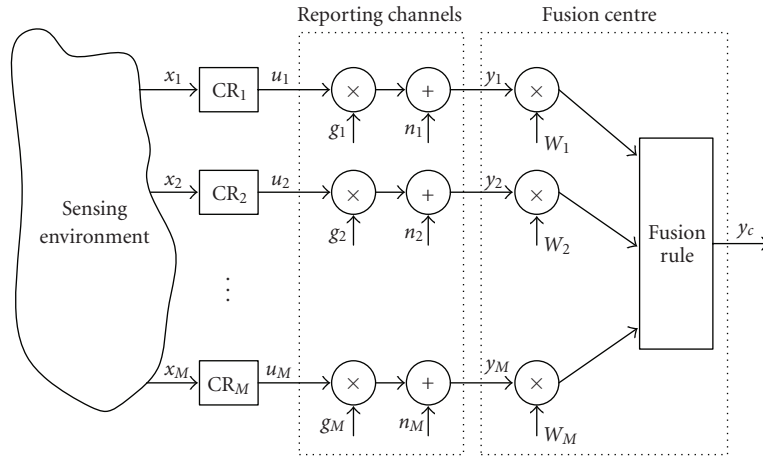 Reporting channels
Fusion centre
x1 CR1 u1 × + y1 ×
g1 n1 W1
x2 CR2 u2 × + y2 ×
g2 n2 W2
Sensing
environment
Fusion
rule
yc
⋮
xM CRM uM × + yM ×
gM nM WM